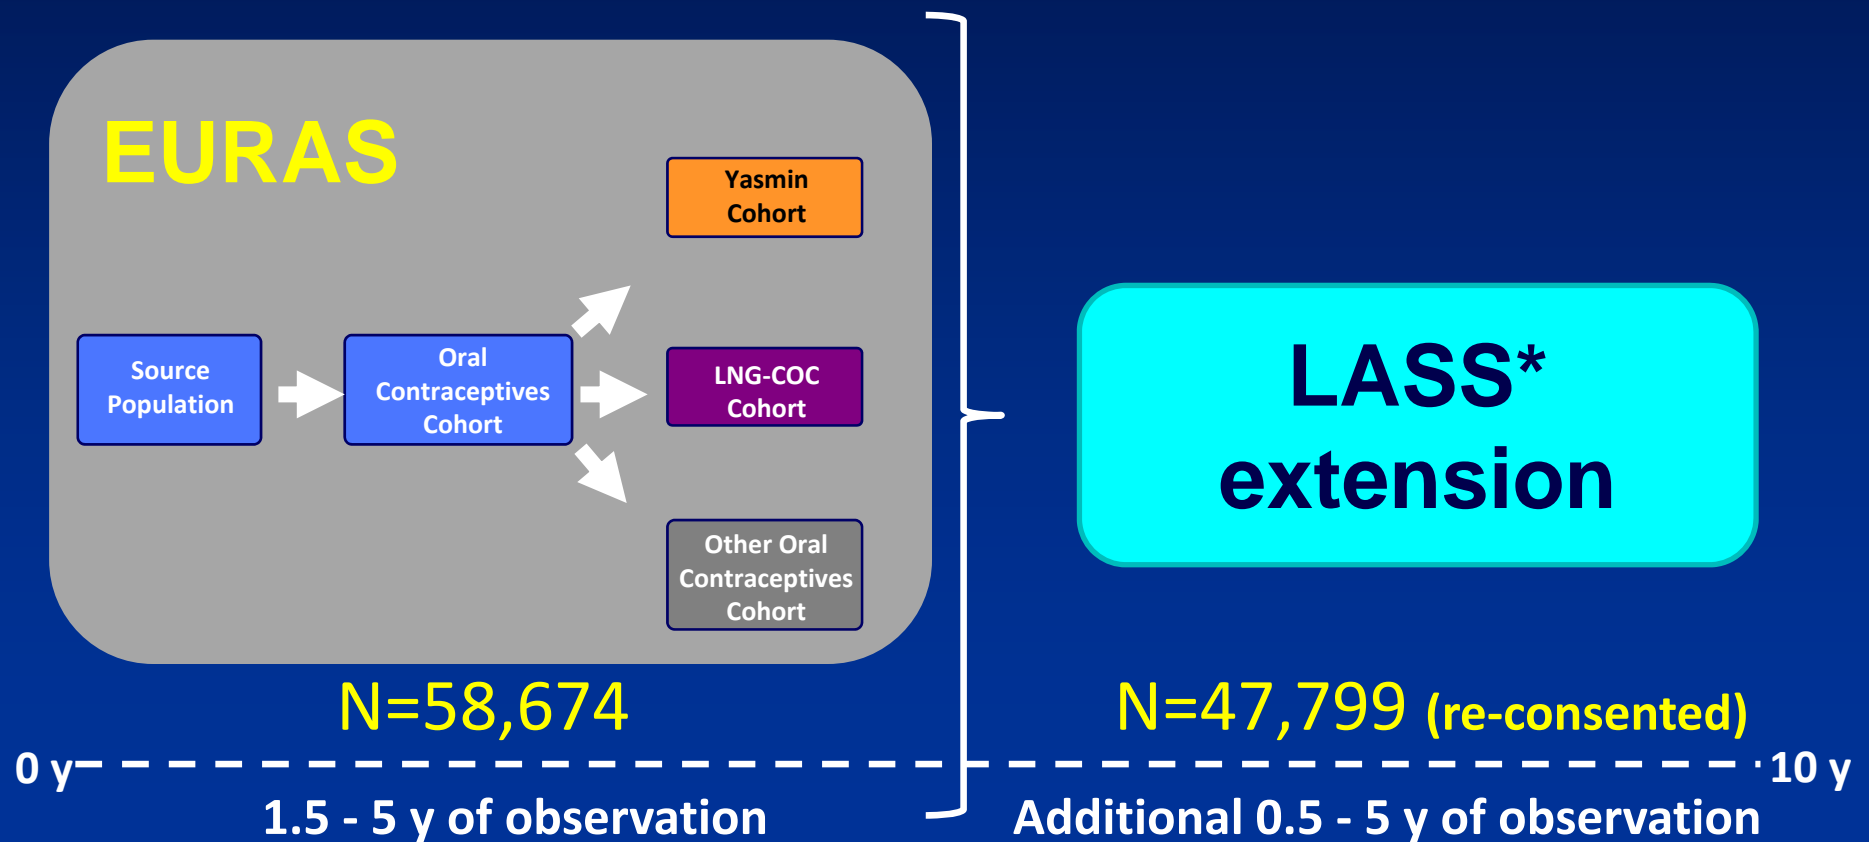 EURAS
Yasmin
Cohort
Source
Population
Oral
Contraceptives
Cohort
LNG-COC
Cohort
Other Oral
Contraceptives
Cohort
LASS*
extension
N=58,674
N=47,799 (re-consented)
0 y
10 y
1.5 - 5 y of observation
Additional 0.5 - 5 y of observation